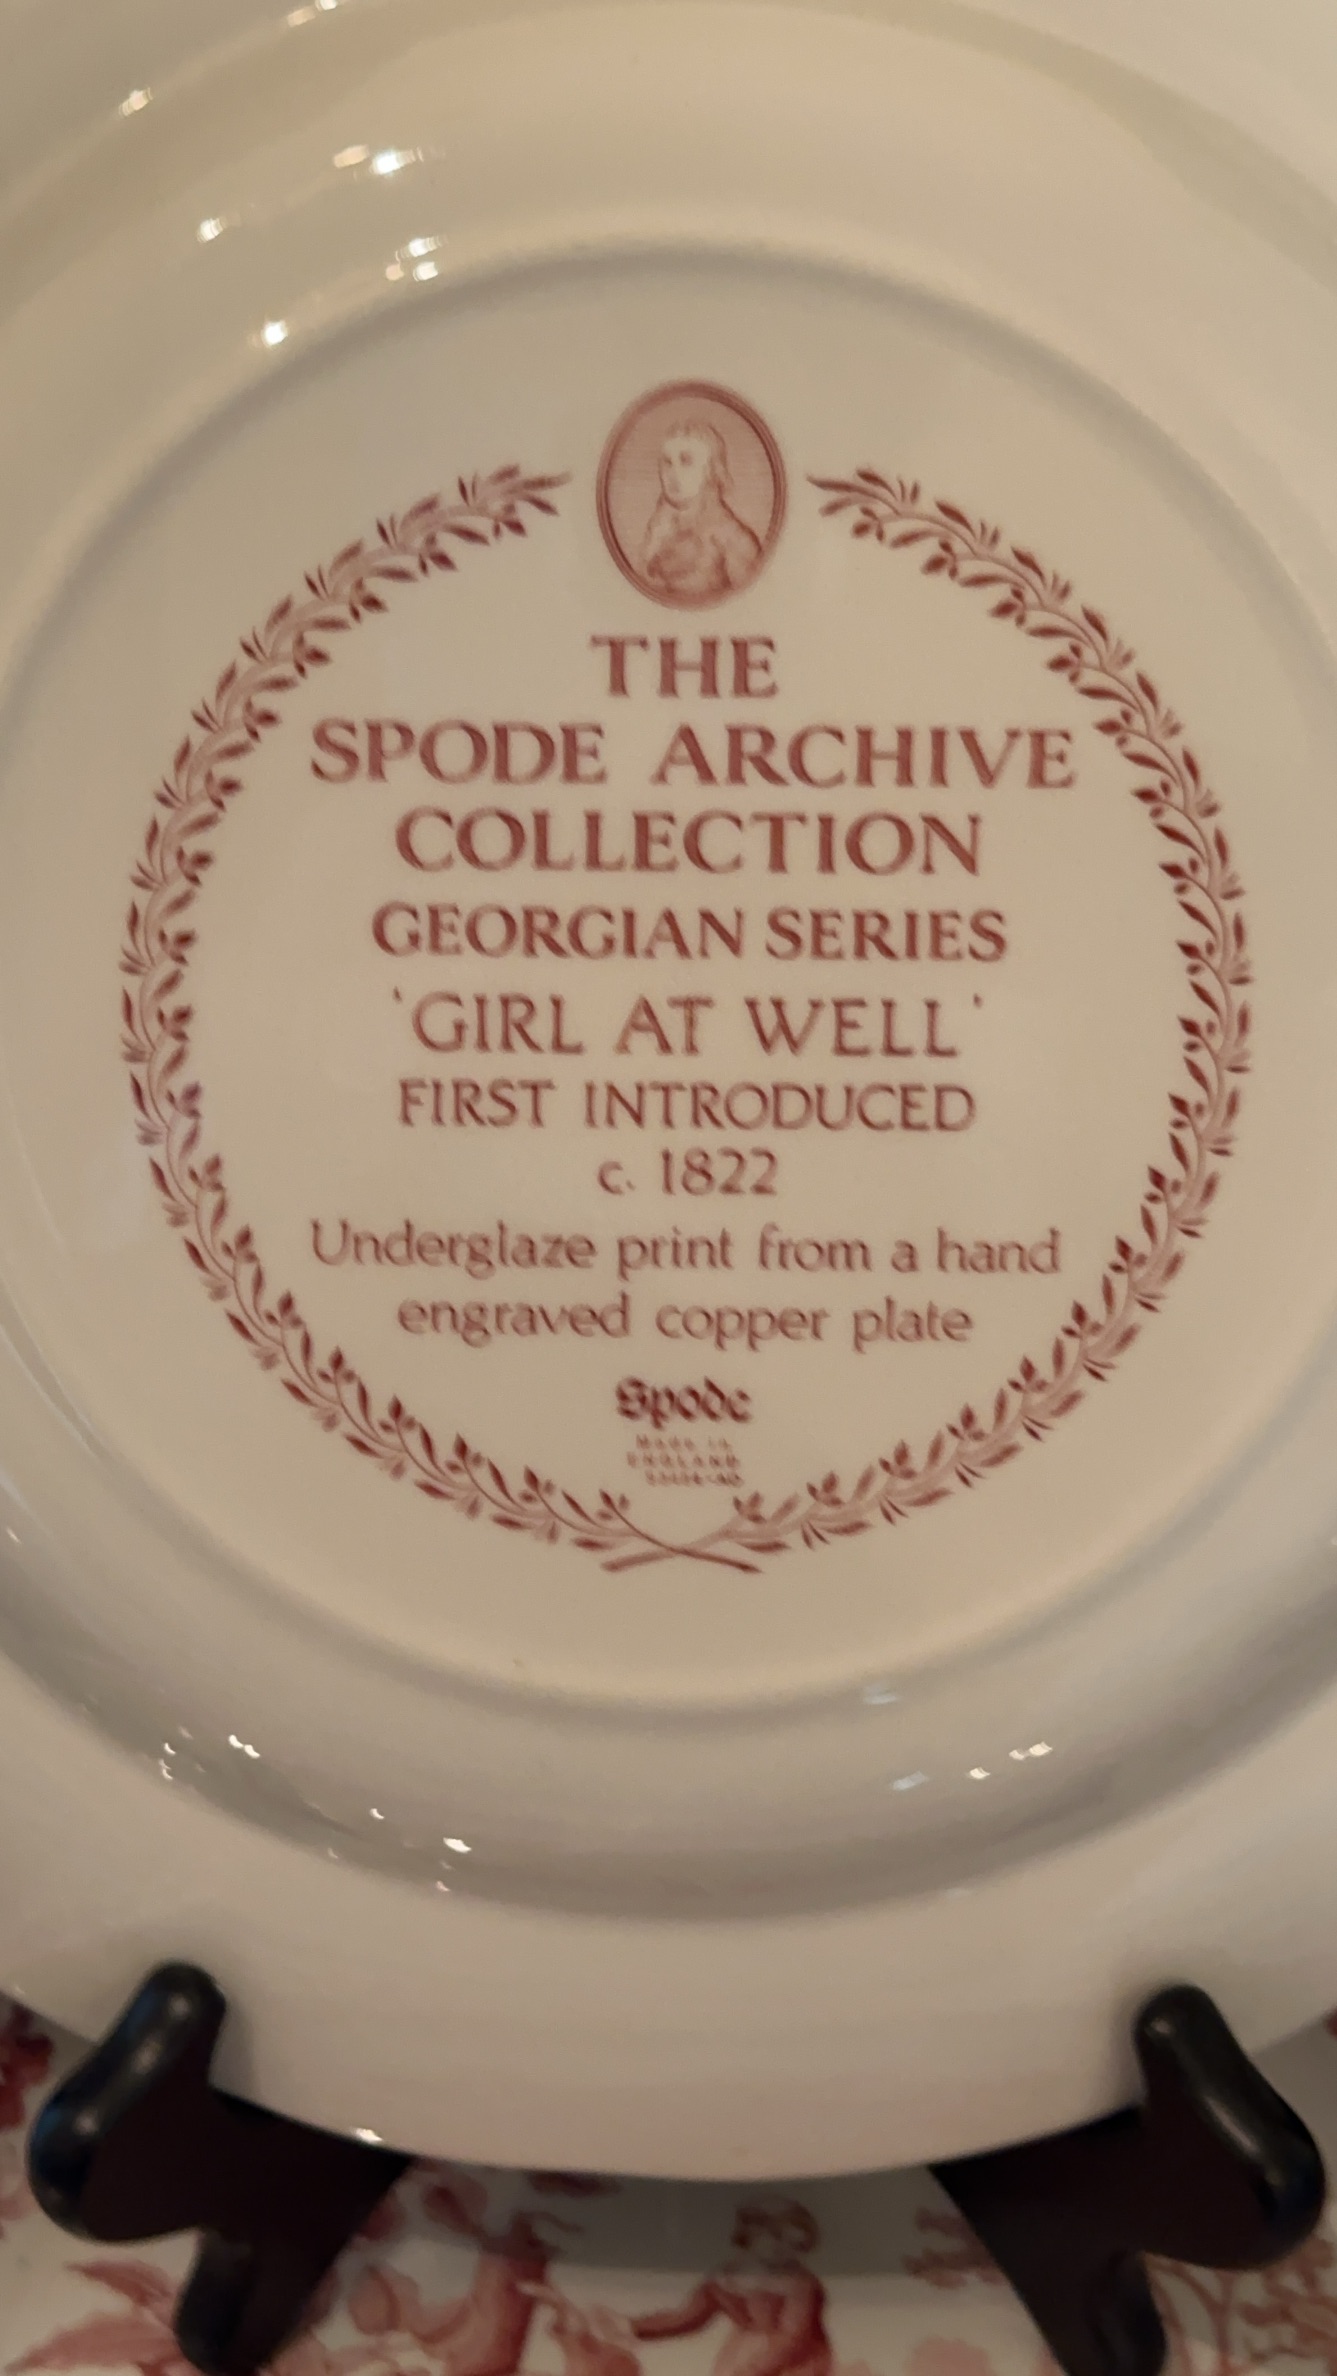 THE
SPODE ARCHIVE
COLLECTION
GEORGIAN SERIES
'GIRL AT WELL'
FIRST INTRODUCED
c. 1822
Underglaze print from a hand
engraved copper plate
Spode
MADE IN
ENGLAND